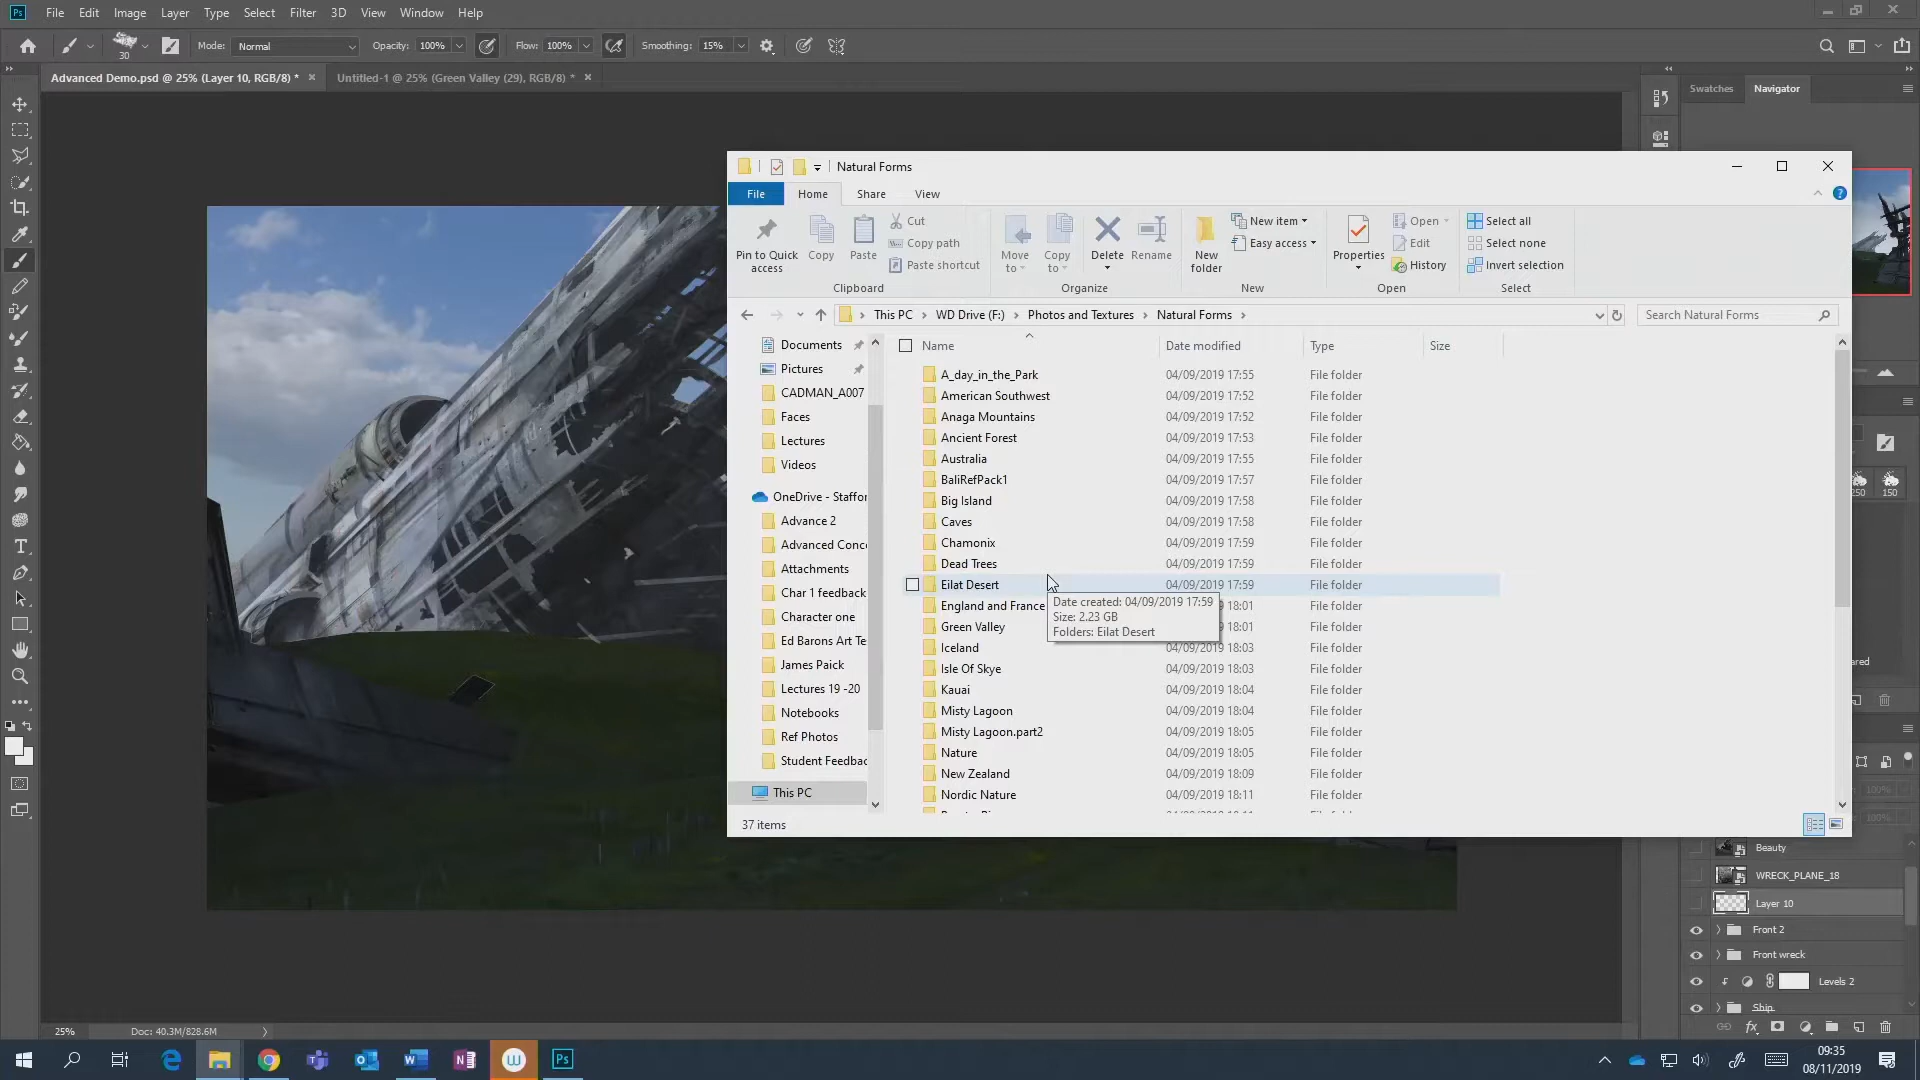 Ps File Edit Image Layer Type Select Filter 3D View Window Help
30 Mode: Normal Opacity: 100% Flow: 100% Smoothing: 15%
Advanced Demo.psd @ 25% (Layer 10, RGB/8) * × Untitled-1 @ 25% (Green Valley (29), RGB/8) * ×
Swatches Navigator
Natural Forms
File Home Share View
Pin to Quick access
Copy
Paste
Cut
Copy path
Paste shortcut
Clipboard
Move to
Copy to
Delete
Rename
Organize
New folder
New item
Easy access
New
Properties
Open
Edit
History
Open
Select all
Select none
Invert selection
Select
This PC > WD Drive (F:) > Photos and Textures > Natural Forms >
Search Natural Forms
Documents
Pictures
CADMAN_A007
Faces
Lectures
Videos
OneDrive - Staffor
Advance 2
Advanced Conc
Attachments
Char 1 feedback
Character one
Ed Barons Art Te
James Paick
Lectures 19 -20
Notebooks
Ref Photos
Student Feedbac
This PC
Name Date modified Type Size
A_day_in_the_Park 04/09/2019 17:55 File folder
American Southwest 04/09/2019 17:52 File folder
Anaga Mountains 04/09/2019 17:52 File folder
Ancient Forest 04/09/2019 17:53 File folder
Australia 04/09/2019 17:55 File folder
BaliRefPack1 04/09/2019 17:57 File folder
Big Island 04/09/2019 17:58 File folder
Caves 04/09/2019 17:58 File folder
Chamonix 04/09/2019 17:59 File folder
Dead Trees 04/09/2019 17:59 File folder
Eilat Desert 04/09/2019 17:59 File folder
England and France 9 18:01 File folder
Green Valley 9 18:01 File folder
Iceland 04/09/2019 18:03 File folder
Isle Of Skye 04/09/2019 18:03 File folder
Kauai 04/09/2019 18:04 File folder
Misty Lagoon 04/09/2019 18:04 File folder
Misty Lagoon.part2 04/09/2019 18:05 File folder
Nature 04/09/2019 18:05 File folder
New Zealand 04/09/2019 18:09 File folder
Nordic Nature 04/09/2019 18:11 File folder
Date created: 04/09/2019 17:59
Size: 2.23 GB
Folders: Eilat Desert
37 items
250 150
ared
100%
100%
Beauty
WRECK_PLANE_18
Layer 10
Front 2
Front wreck
Levels 2
Ship
25% Doc: 40.3M/828.6M
09:35
08/11/2019